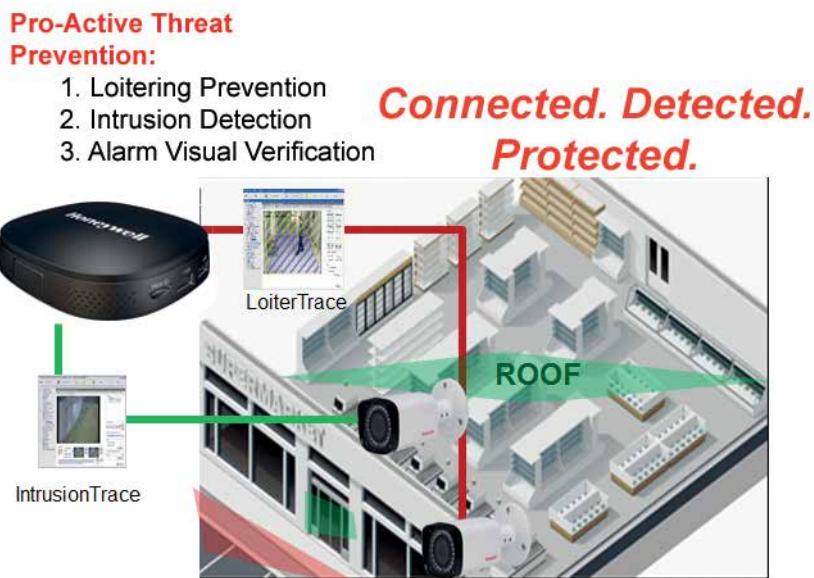 Pro-Active Threat
Prevention:
1. Loitering Prevention
2. Intrusion Detection
3. Alarm Visual Verification
Connected. Detected.
Protected.
Honeywell
LoiterTrace
ROOF
SUPERMARKET
IntrusionTrace